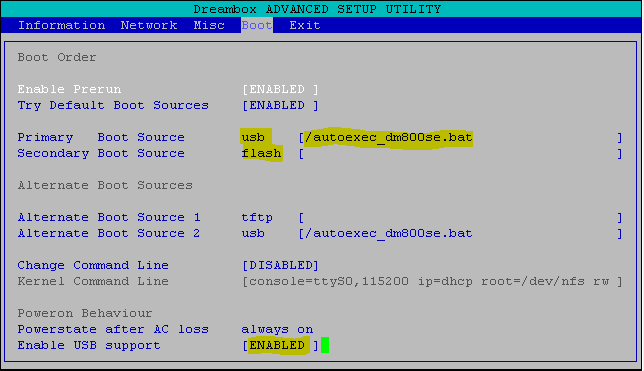 Dreambox ADVANCED SETUP UTILITY
Information Network Misc Boot Exit
Boot Order
Enable Prerun [ENABLED ]
Try Default Boot Sources [ENABLED ]
Primary Boot Source usb [/autoexec_dm800se.bat ]
Secondary Boot Source flash [ ]
Alternate Boot Sources
Alternate Boot Source 1 tftp [ ]
Alternate Boot Source 2 usb [/autoexec_dm800se.bat ]
Change Command Line [DISABLED]
Kernel Command Line [console=ttyS0,115200 ip=dhcp root=/dev/nfs rw ]
Poweron Behaviour
Powerstate after AC loss always on
Enable USB support [ENABLED ]